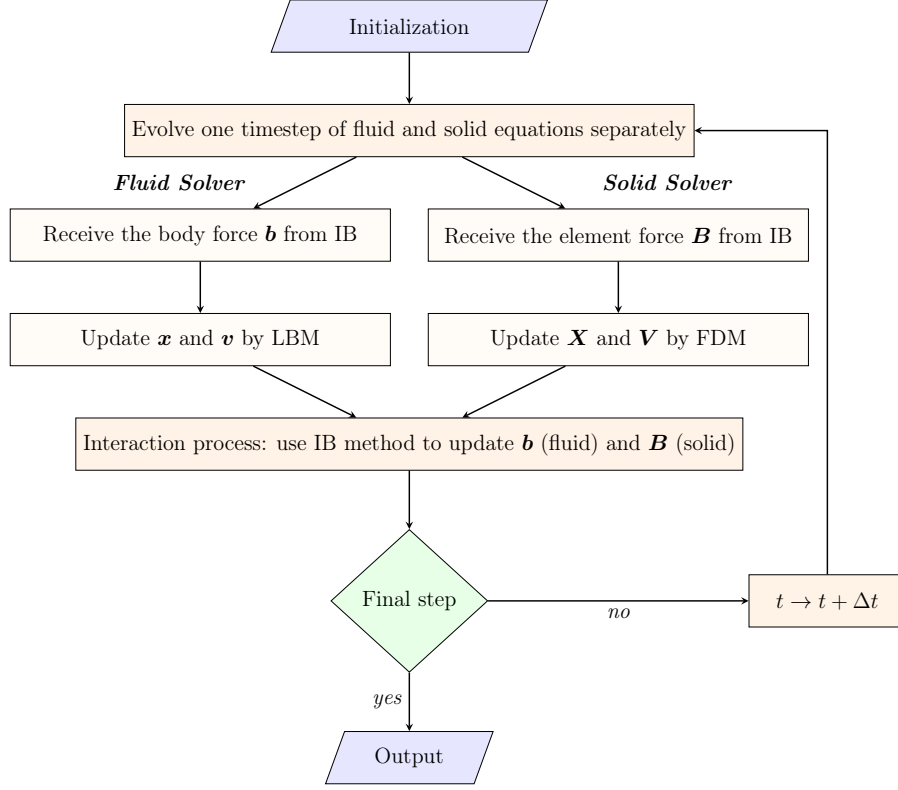 Initialization
Evolve one timestep of fluid and solid equations separately
Fluid Solver
Solid Solver
Receive the body force b from IB
Receive the element force B from IB
Update x and v by LBM
Update X and V by FDM
Interaction process: use IB method to update b (fluid) and B (solid)
Final step
no
t → t + Δt
yes
Output